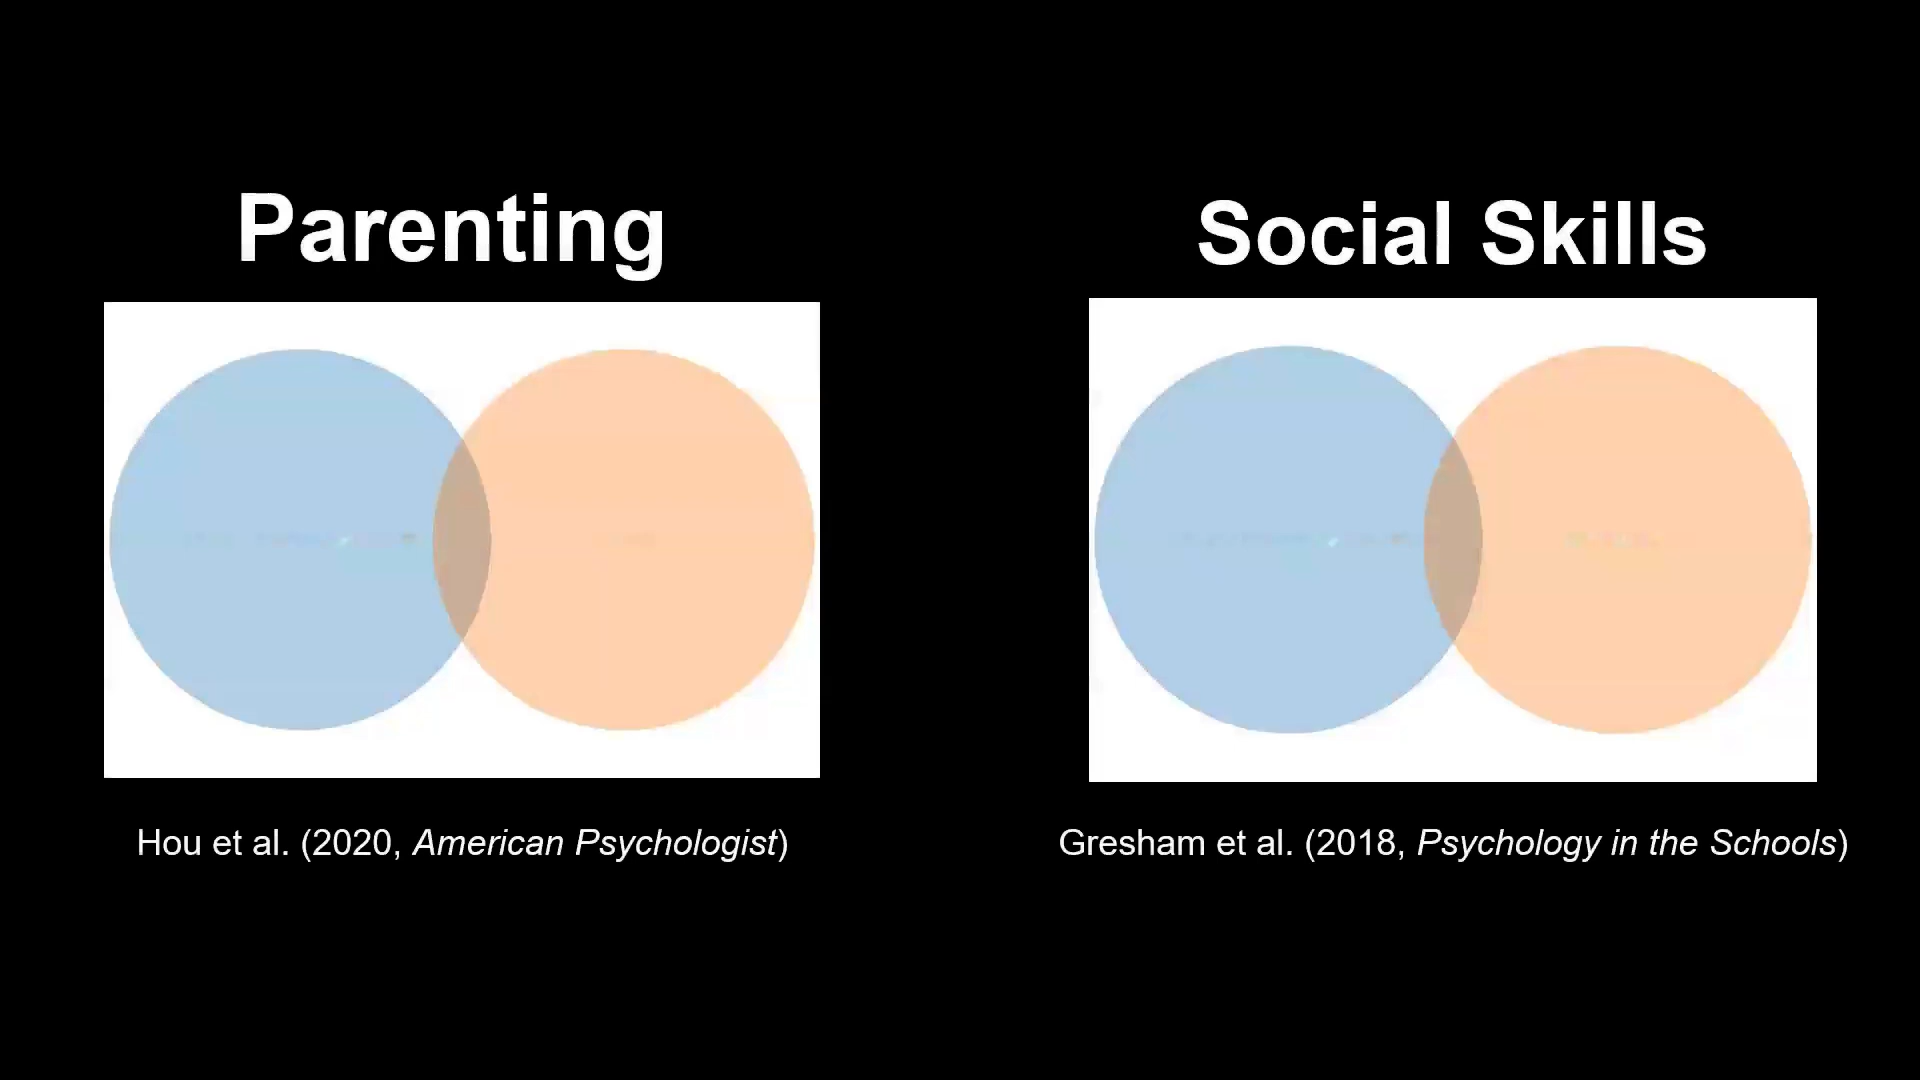 Parenting
Social Skills
Hou et al. (2020, American Psychologist)
Gresham et al. (2018, Psychology in the Schools)